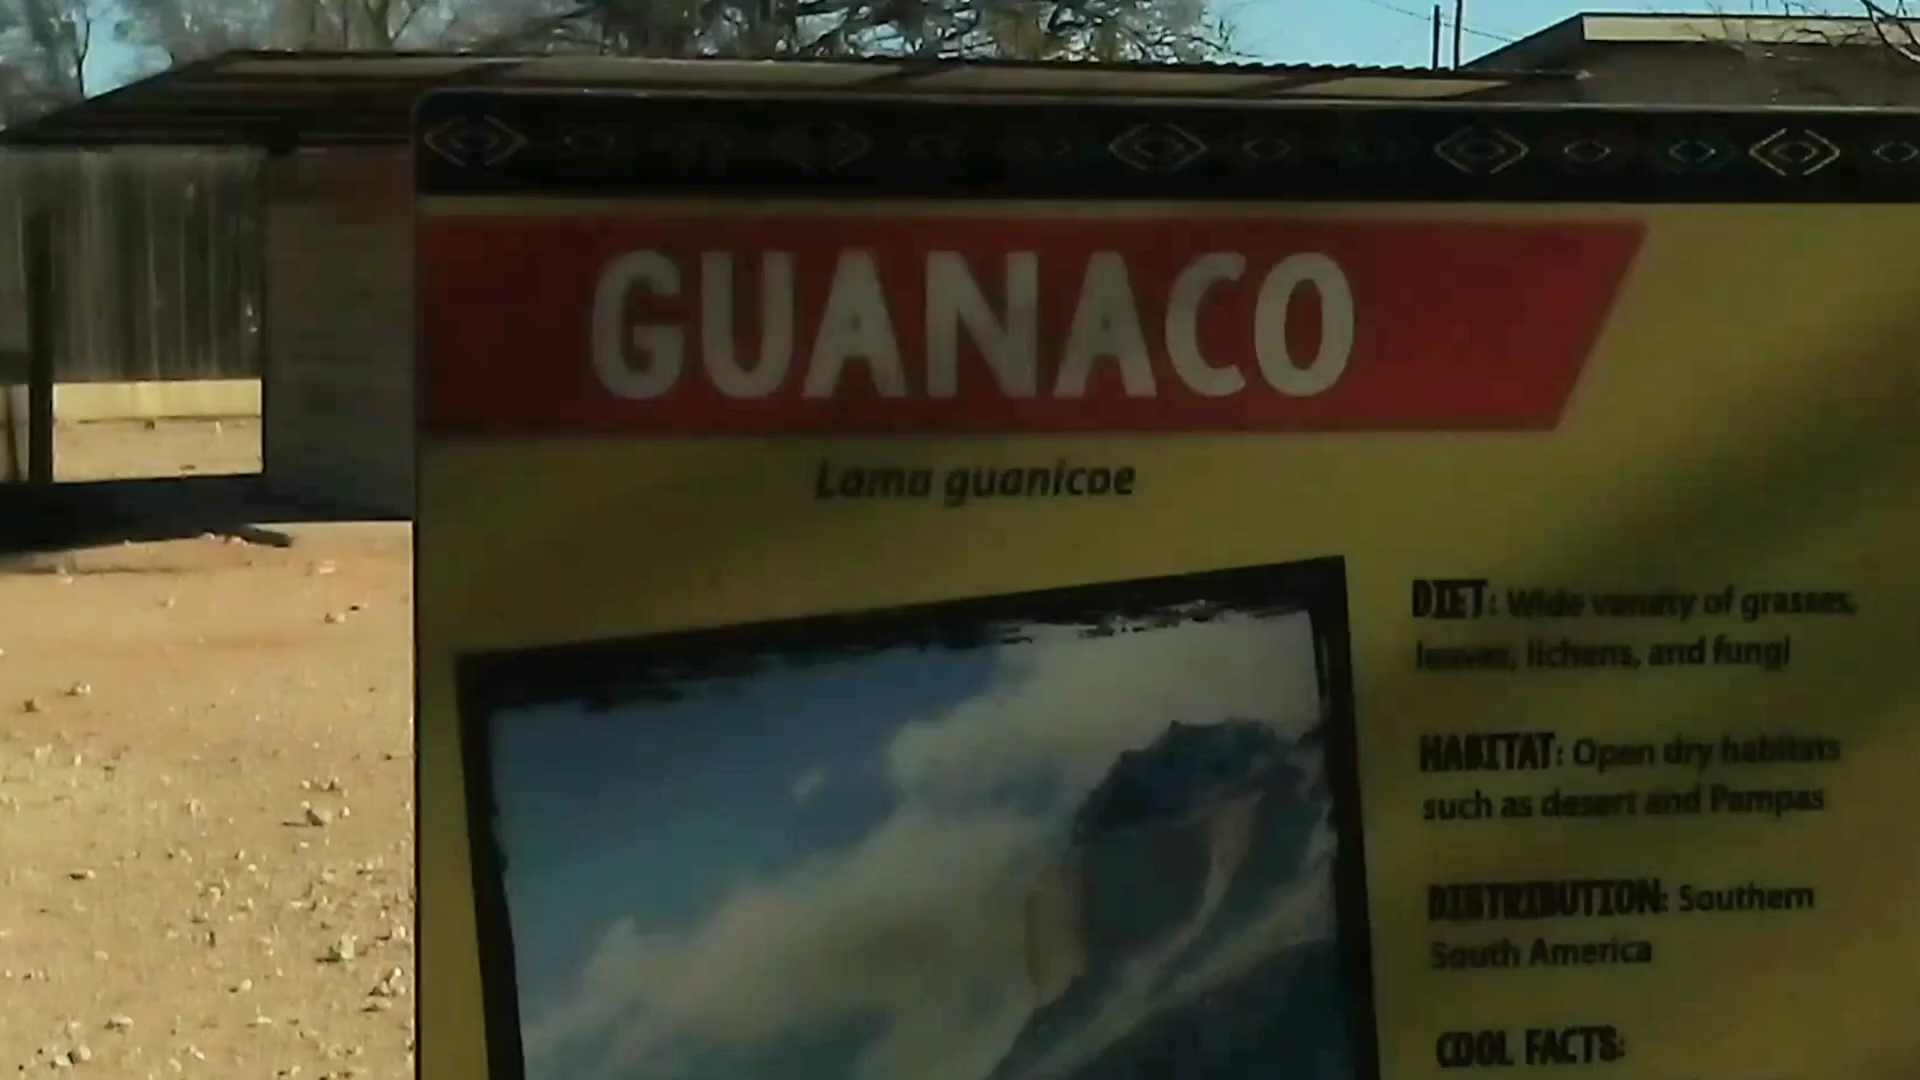 GUANACO
Lama guanicoe
DIET: Wide variety of grasses,
leaves, lichens, and fungi
HABITAT: Open dry habitats
such as desert and Pampas
DISTRIBUTION: Southern
South America
COOL FACTS: